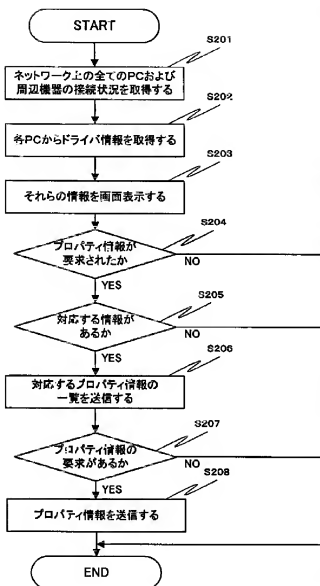 START
S201
ネットワーク上の全てのPCおよび
周辺機器の接続状況を取得する
S202
各PCからドライバ情報を取得する
S203
それらの情報を画面表示する
S204
プロパティ情報が
要求されたか
NO
YES
S205
対応する情報が
あるか
NO
YES
S206
対応するプロパティ情報の
一覧を送信する
S207
プロパティ情報の
要求があるか
NO
YES
S208
プロパティ情報を送信する
END